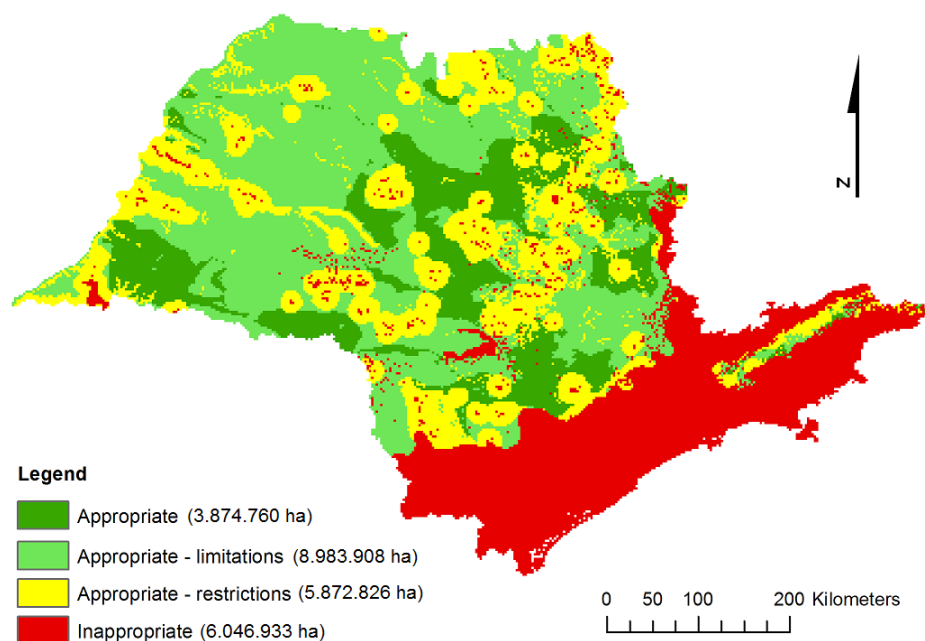 N
Legend
Appropriate (3.874.760 ha)
Appropriate - limitations (8.983.908 ha)
Appropriate - restrictions (5.872.826 ha)
Inappropriate (6.046.933 ha)
0 50 100 200 Kilometers